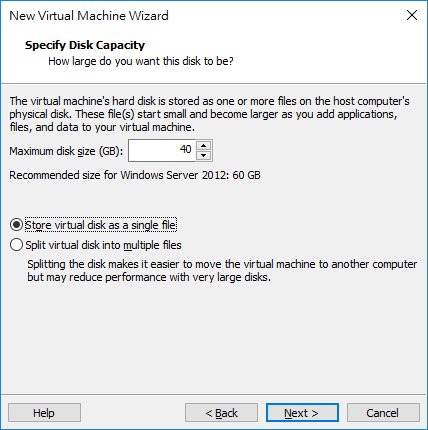 New Virtual Machine Wizard
Specify Disk Capacity
How large do you want this disk to be?
The virtual machine's hard disk is stored as one or more files on the host computer's
physical disk. These file(s) start small and become larger as you add applications,
files, and data to your virtual machine.
Maximum disk size (GB): 40
Recommended size for Windows Server 2012: 60 GB
Store virtual disk as a single file
Split virtual disk into multiple files
Splitting the disk makes it easier to move the virtual machine to another computer
but may reduce performance with very large disks.
Help < Back Next > Cancel